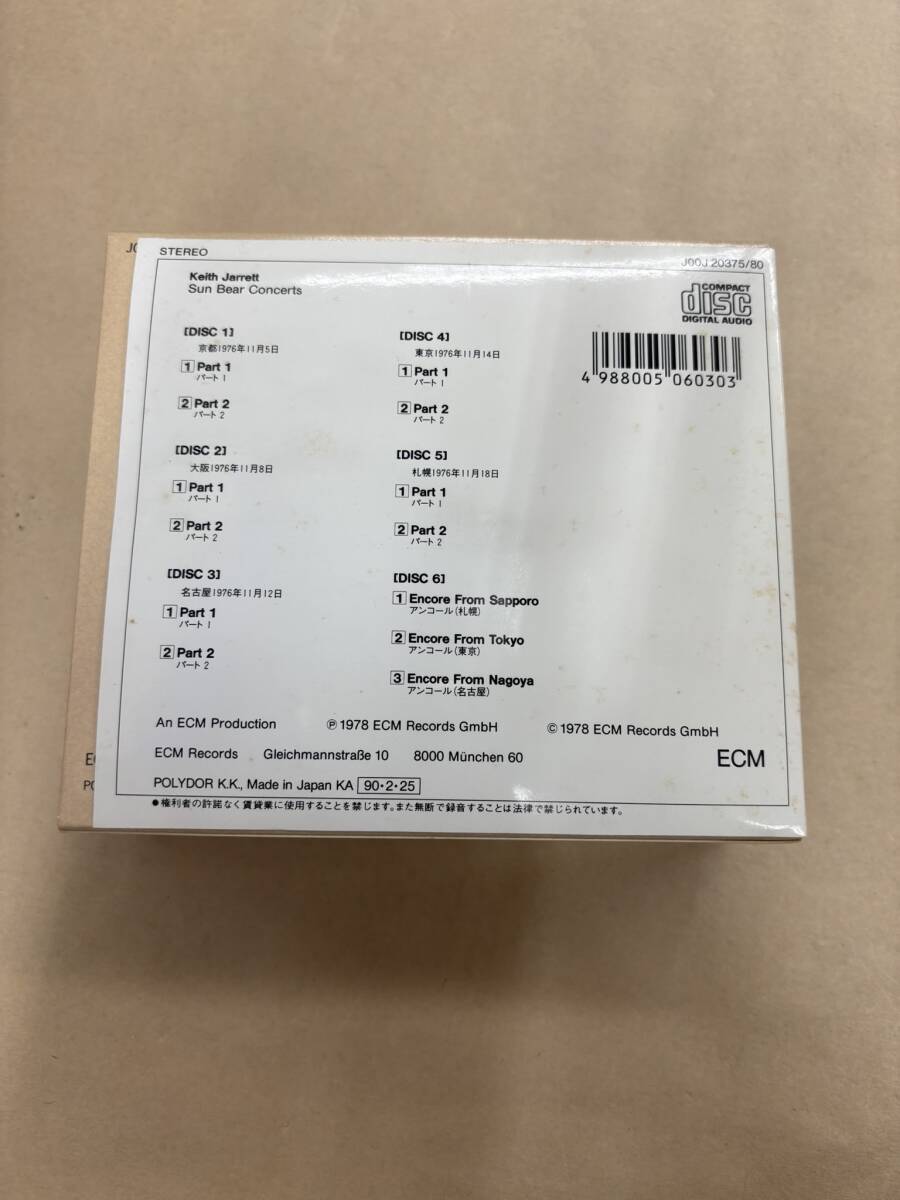 JO
STEREO
J00J 20375/80
Keith Jarrett
Sun Bear Concerts
COMPACT
disc
DIGITAL AUDIO
4 988005 060303
[DISC 1]
京都1976年11月5日
1 Part 1
パート 1
2 Part 2
パート 2
[DISC 2]
大阪1976年11月8日
1 Part 1
パート 1
2 Part 2
パート 2
[DISC 3]
名古屋1976年11月12日
1 Part 1
パート 1
2 Part 2
パート 2
[DISC 4]
東京1976年11月14日
1 Part 1
パート 1
2 Part 2
パート 2
[DISC 5]
札幌1976年11月18日
1 Part 1
パート 1
2 Part 2
パート 2
[DISC 6]
1 Encore From Sapporo
アンコール(札幌)
2 Encore From Tokyo
アンコール(東京)
3 Encore From Nagoya
アンコール(名古屋)
An ECM Production ℗ 1978 ECM Records GmbH © 1978 ECM Records GmbH
ECM Records Gleichmannstraße 10 8000 München 60
ECM
POLYDOR K.K., Made in Japan KA 90・2・25
●権利者の許諾なく賃貸業に使用することを禁じます。また無断で録音することは法律で禁じられています。